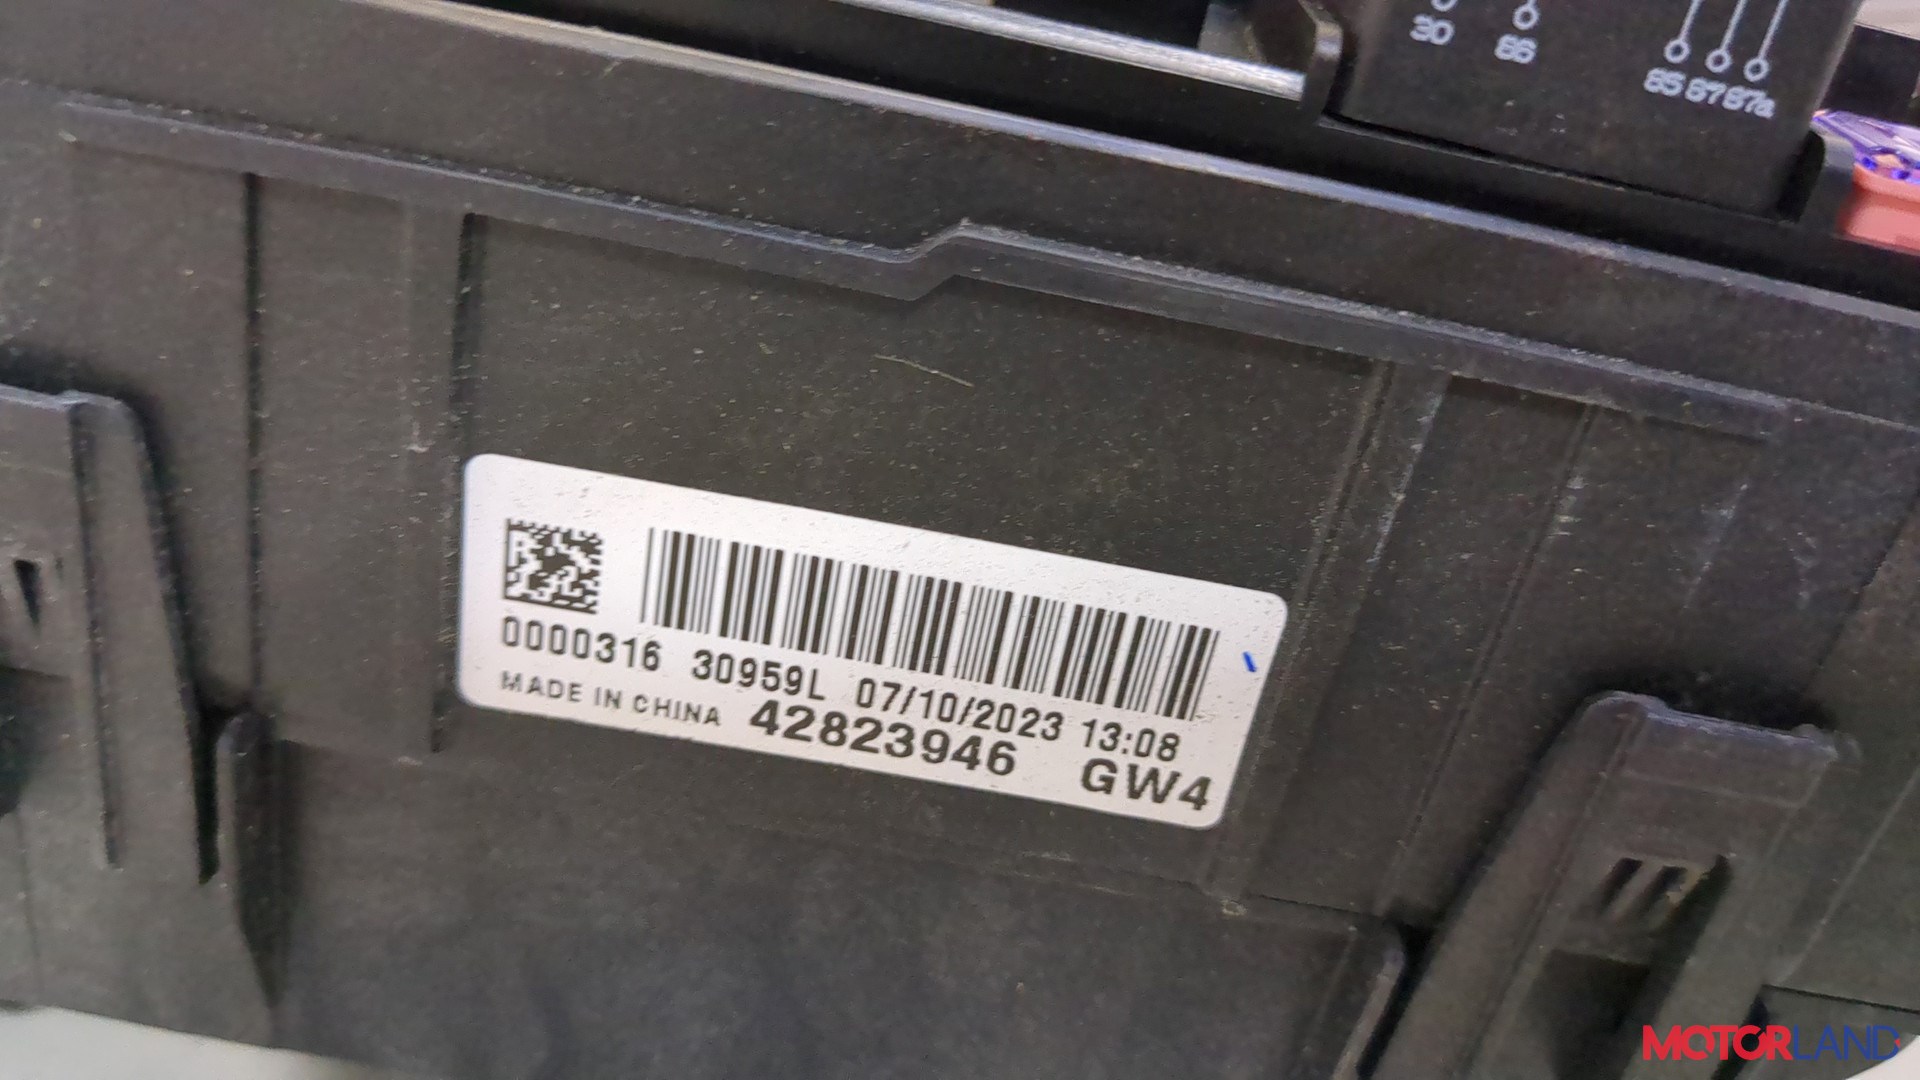 30 86 85 87 87a
0000316 30959L 07/10/2023 13:08
MADE IN CHINA 42823946 GW4
MOTORLAND